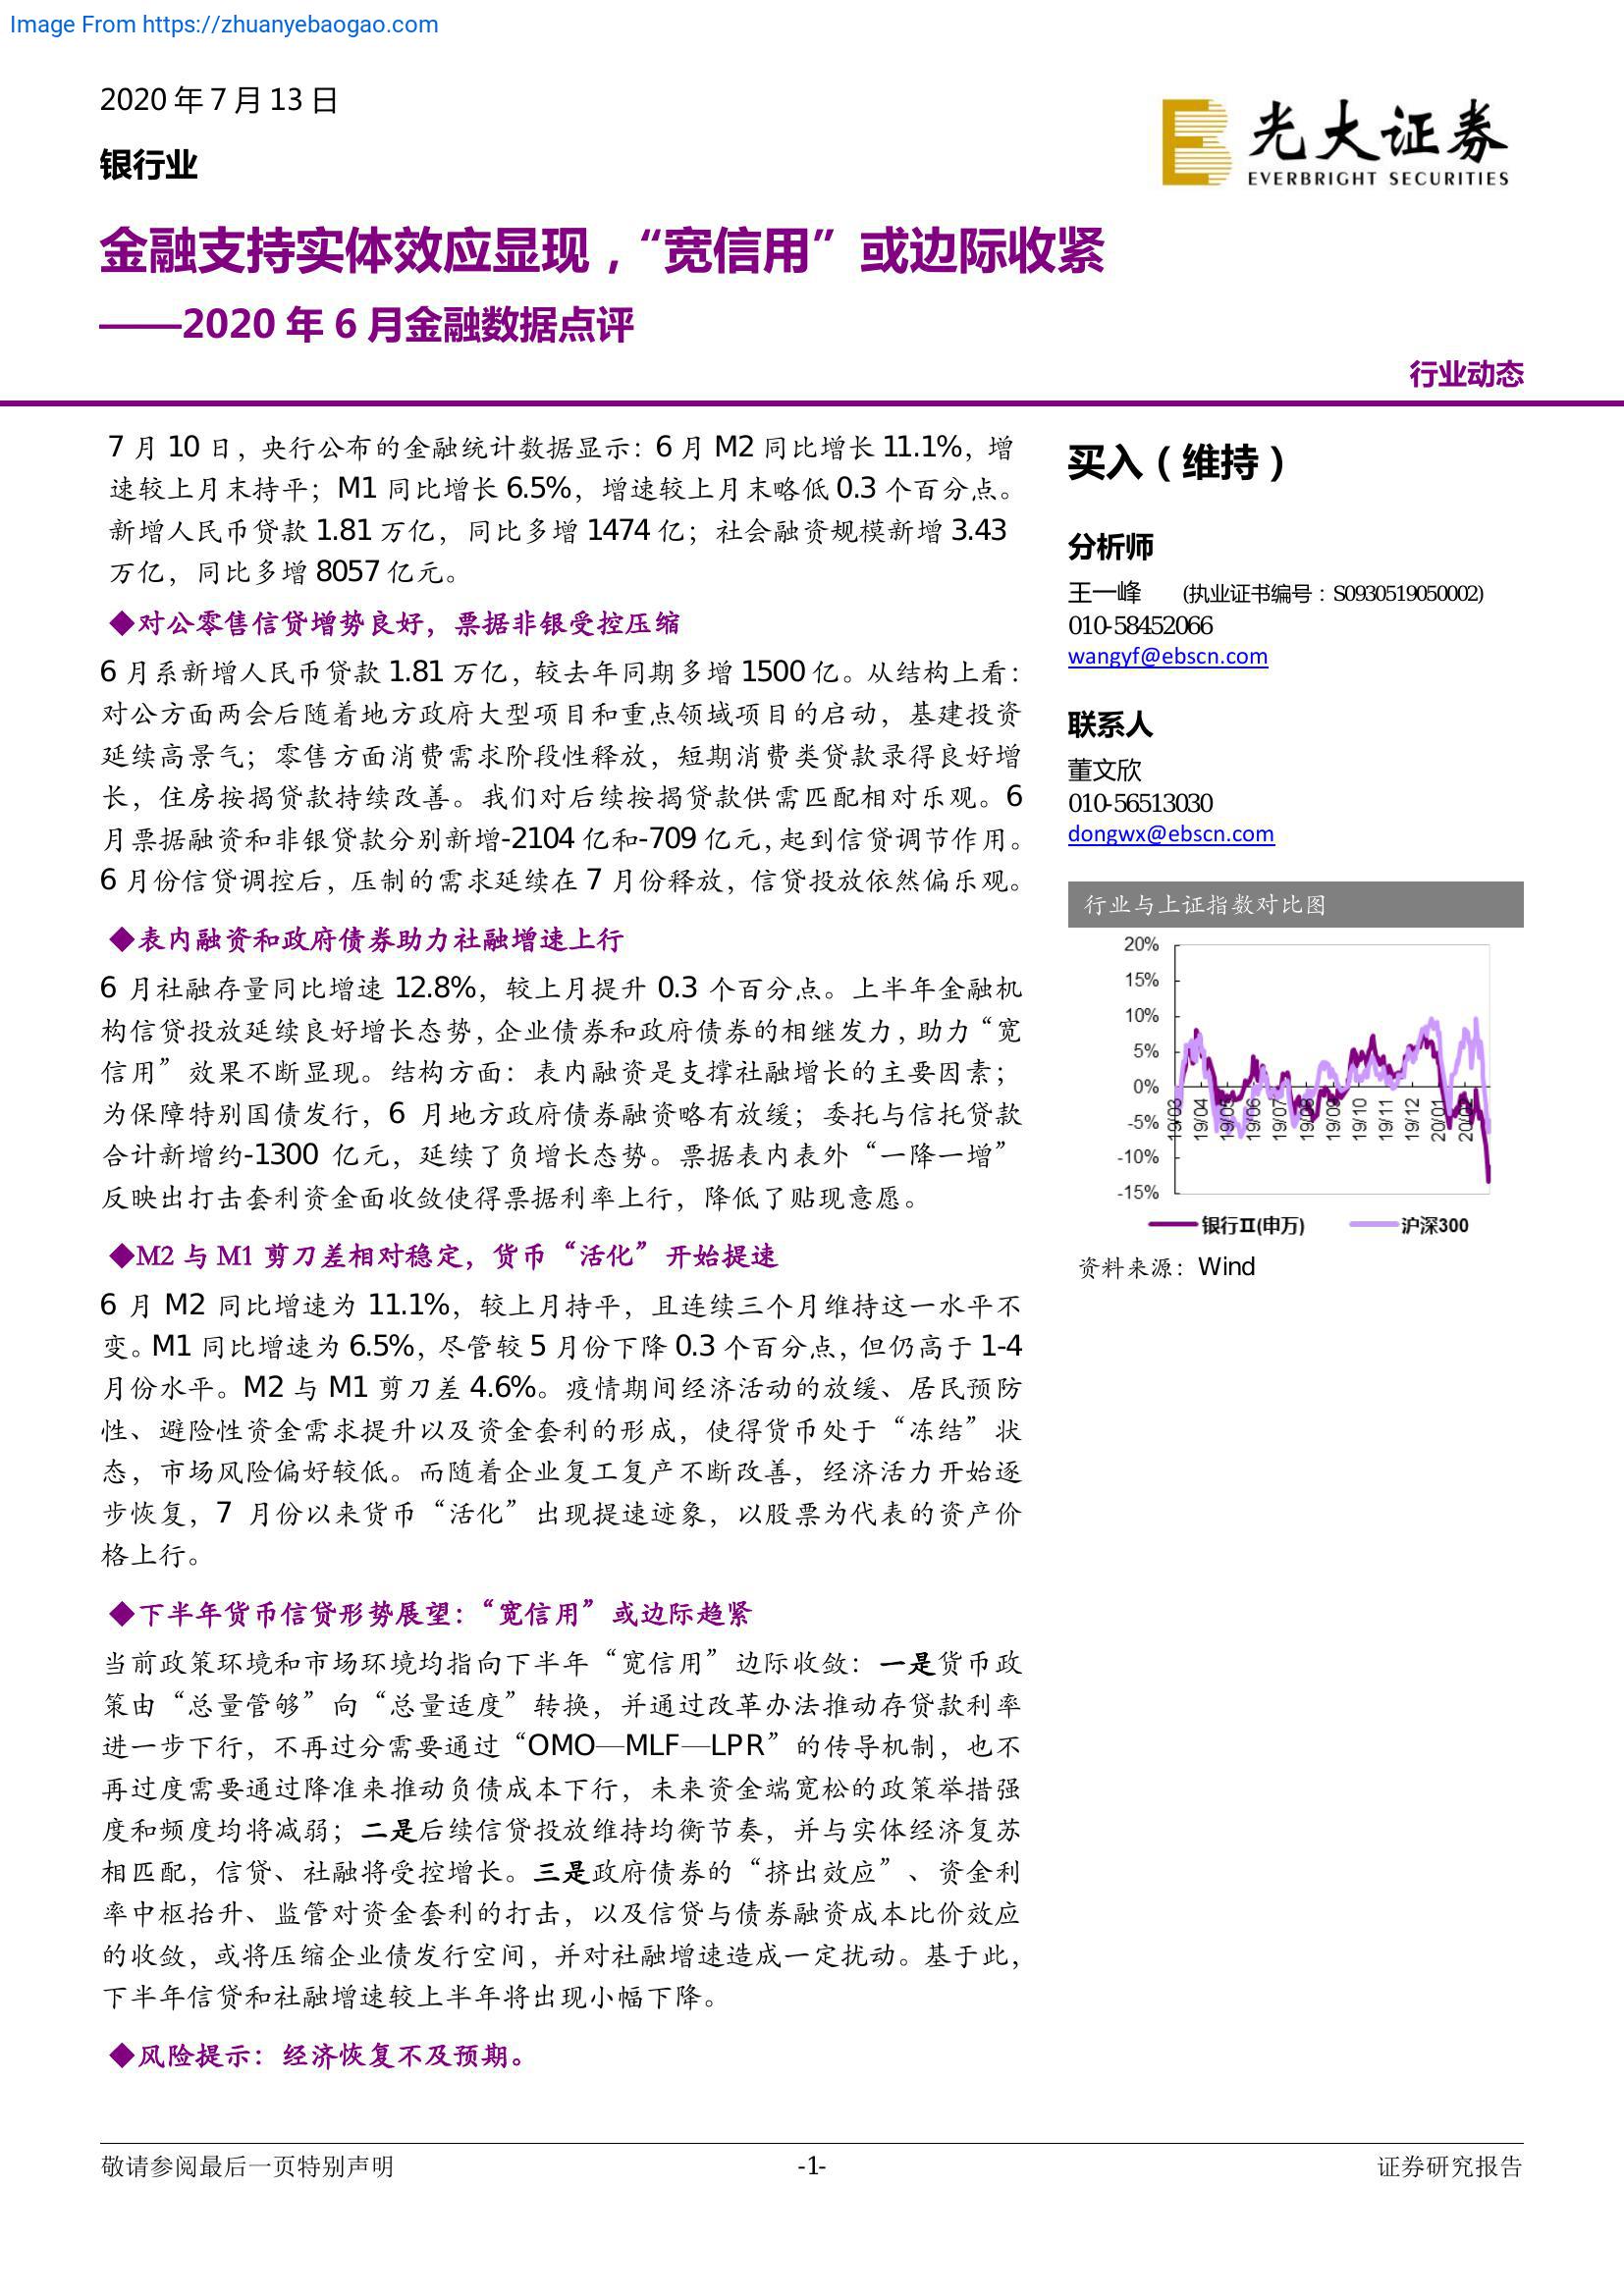 Image From https://zhuanyebaogao.com
2020 年 7 月 13 日
银行业
光大证券
EVERBRIGHT SECURITIES
金融支持实体效应显现，“宽信用”或边际收紧
——2020 年 6 月金融数据点评
行业动态
7 月 10 日，央行公布的金融统计数据显示：6 月 M2 同比增长 11.1%，增
速较上月末持平；M1 同比增长 6.5%，增速较上月末略低 0.3 个百分点。
新增人民币贷款 1.81 万亿，同比多增 1474 亿；社会融资规模新增 3.43
万亿，同比多增 8057 亿元。
◆对公零售信贷增势良好，票据非银受控压缩
6 月系新增人民币贷款 1.81 万亿，较去年同期多增 1500 亿。从结构上看：
对公方面两会后随着地方政府大型项目和重点领域项目的启动，基建投资
延续高景气；零售方面消费需求阶段性释放，短期消费类贷款录得良好增
长，住房按揭贷款持续改善。我们对后续按揭贷款供需匹配相对乐观。6
月票据融资和非银贷款分别新增-2104 亿和-709 亿元，起到信贷调节作用。
6 月份信贷调控后，压制的需求延续在 7 月份释放，信贷投放依然偏乐观。
◆表内融资和政府债券助力社融增速上行
6 月社融存量同比增速 12.8%，较上月提升 0.3 个百分点。上半年金融机
构信贷投放延续良好增长态势，企业债券和政府债券的相继发力，助力“宽
信用”效果不断显现。结构方面：表内融资是支撑社融增长的主要因素；
为保障特别国债发行，6 月地方政府债券融资略有放缓；委托与信托贷款
合计新增约-1300 亿元，延续了负增长态势。票据表内表外“一降一增”
反映出打击套利资金面收敛使得票据利率上行，降低了贴现意愿。
◆M2 与 M1 剪刀差相对稳定，货币“活化”开始提速
6 月 M2 同比增速为 11.1%，较上月持平，且连续三个月维持这一水平不
变。M1 同比增速为 6.5%，尽管较 5 月份下降 0.3 个百分点，但仍高于 1-4
月份水平。M2 与 M1 剪刀差 4.6%。疫情期间经济活动的放缓、居民预防
性、避险性资金需求提升以及资金套利的形成，使得货币处于“冻结”状
态，市场风险偏好较低。而随着企业复工复产不断改善，经济活力开始逐
步恢复，7 月份以来货币“活化”出现提速迹象，以股票为代表的资产价
格上行。
◆下半年货币信贷形势展望：“宽信用”或边际趋紧
当前政策环境和市场环境均指向下半年“宽信用”边际收敛：一是货币政
策由“总量管够”向“总量适度”转换，并通过改革办法推动存贷款利率
进一步下行，不再过分需要通过“OMO—MLF—LPR”的传导机制，也不
再过度需要通过降准来推动负债成本下行，未来资金端宽松的政策举措强
度和频度均将减弱；二是后续信贷投放维持均衡节奏，并与实体经济复苏
相匹配，信贷、社融将受控增长。三是政府债券的“挤出效应”、资金利
率中枢抬升、监管对资金套利的打击，以及信贷与债券融资成本比价效应
的收敛，或将压缩企业债发行空间，并对社融增速造成一定扰动。基于此，
下半年信贷和社融增速较上半年将出现小幅下降。
◆风险提示：经济恢复不及预期。
买入（维持）
分析师
王一峰 (执业证书编号：S0930519050002)
010-58452066
wangyf@ebscn.com
联系人
董文欣
010-56513030
dongwx@ebscn.com
行业与上证指数对比图
20%
15%
10%
5%
0%
-5%
-10%
-15%
19/03 19/04 19/05 19/06 19/07 19/08 19/09 19/10 19/11 19/12 20/01 20/02
银行Ⅱ(申万) 沪深300
资料来源：Wind
敬请参阅最后一页特别声明 -1- 证券研究报告